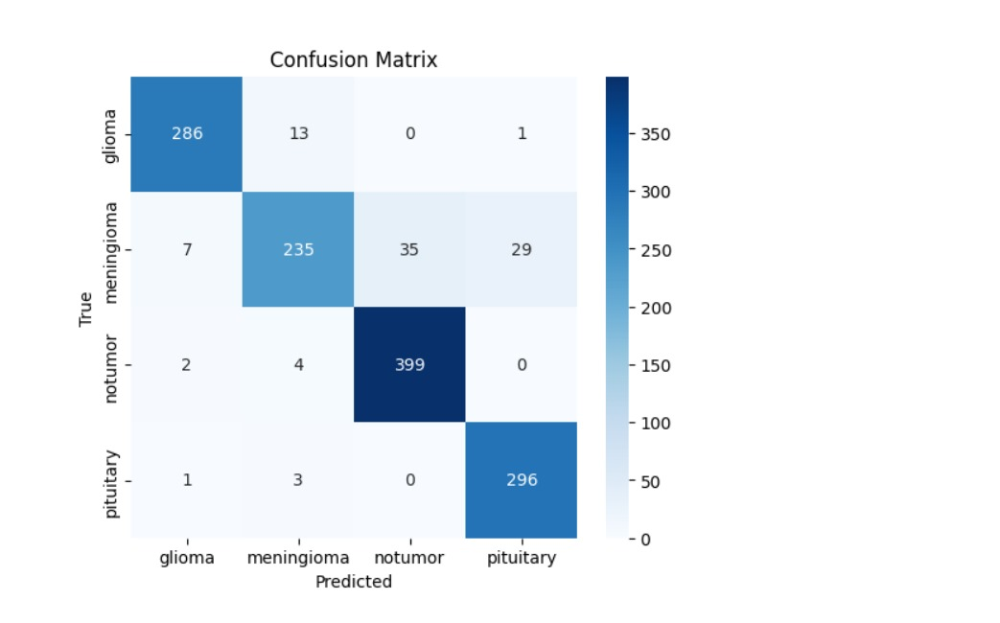 Confusion Matrix
True
glioma 286 13 0 1
meningioma 7 235 35 29
notumor 2 4 399 0
pituitary 1 3 0 296
glioma meningioma notumor pituitary
Predicted
350
300
250
200
150
100
50
0